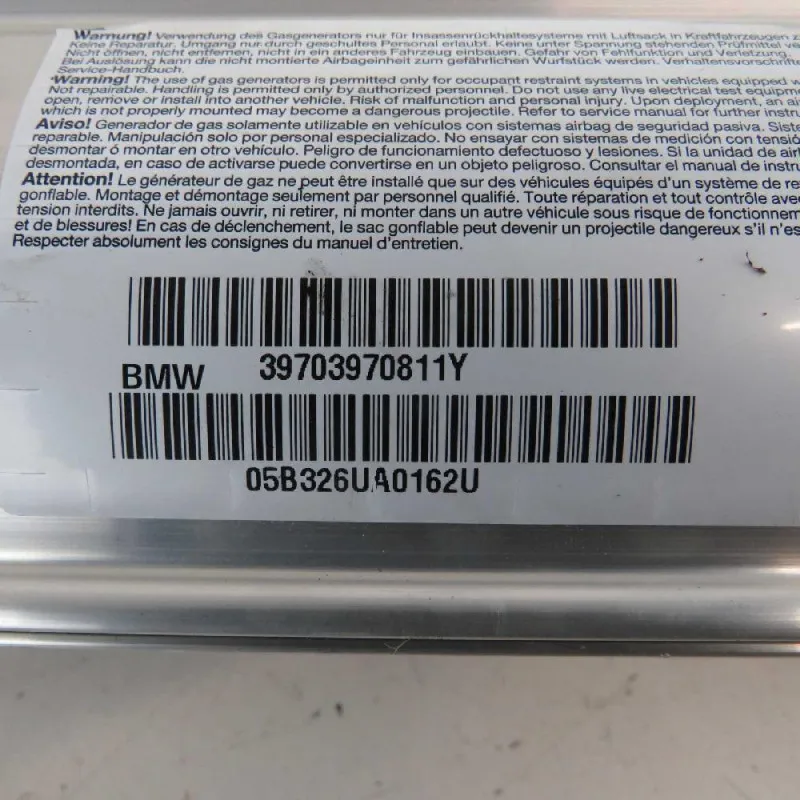 Warnung! Verwendung des Gasgenerators nur für Insassenrückhaltesysteme mit Luftsack in Kraftfahrzeugen
Keine Reparatur. Umgang nur durch geschultes Personal erlaubt. Keine unter Spannung stehenden Prüfmittel
Nicht öffnen, nicht entfernen, nicht in ein anderes Fahrzeug einbauen. Gefahr von Fehlfunktion und Verletzung.
Bei Auslösung kann die nicht montierte Airbageinheit zum gefährlichen Wurfstück werden. Verhaltensvorschriften
Service-Handbuch.
Warning! The use of gas generators is permitted only for occupant restraint systems in vehicles equipped
Not repairable. Handling is permitted only by authorized personnel. Do not use any live electrical test
open, remove or install into another vehicle. Risk of malfunction and personal injury. Upon deployment, an
which is not properly mounted may become a dangerous projectile. Refer to service manual for further
Aviso! Generador de gas solamente utilizable en vehículos con sistemas airbag de seguridad pasiva.
reparable. Manipulación solo por personal especializado. No ensayar con sistemas de medición con
desmontar ó montar en otro vehículo. Peligro de funcionamiento defectuoso y lesiones. Si la unidad de
desmontada, en caso de activarse puede convertirse en un objeto peligroso. Consultar el manual de
Attention! Le générateur de gaz ne peut être installé que sur des véhicules équipés d'un système de
gonflable. Montage et démontage seulement par personnel qualifié. Toute réparation et tout contrôle
tension interdits. Ne jamais ouvrir, ni retirer, ni monter dans un autre véhicule sous risque de
et de blessures! En cas de déclenchement, le sac gonflable peut devenir un projectile dangereux s'il
Respecter absolument les consignes du manuel d'entretien.
BMW 39703970811Y
05B326UA0162U